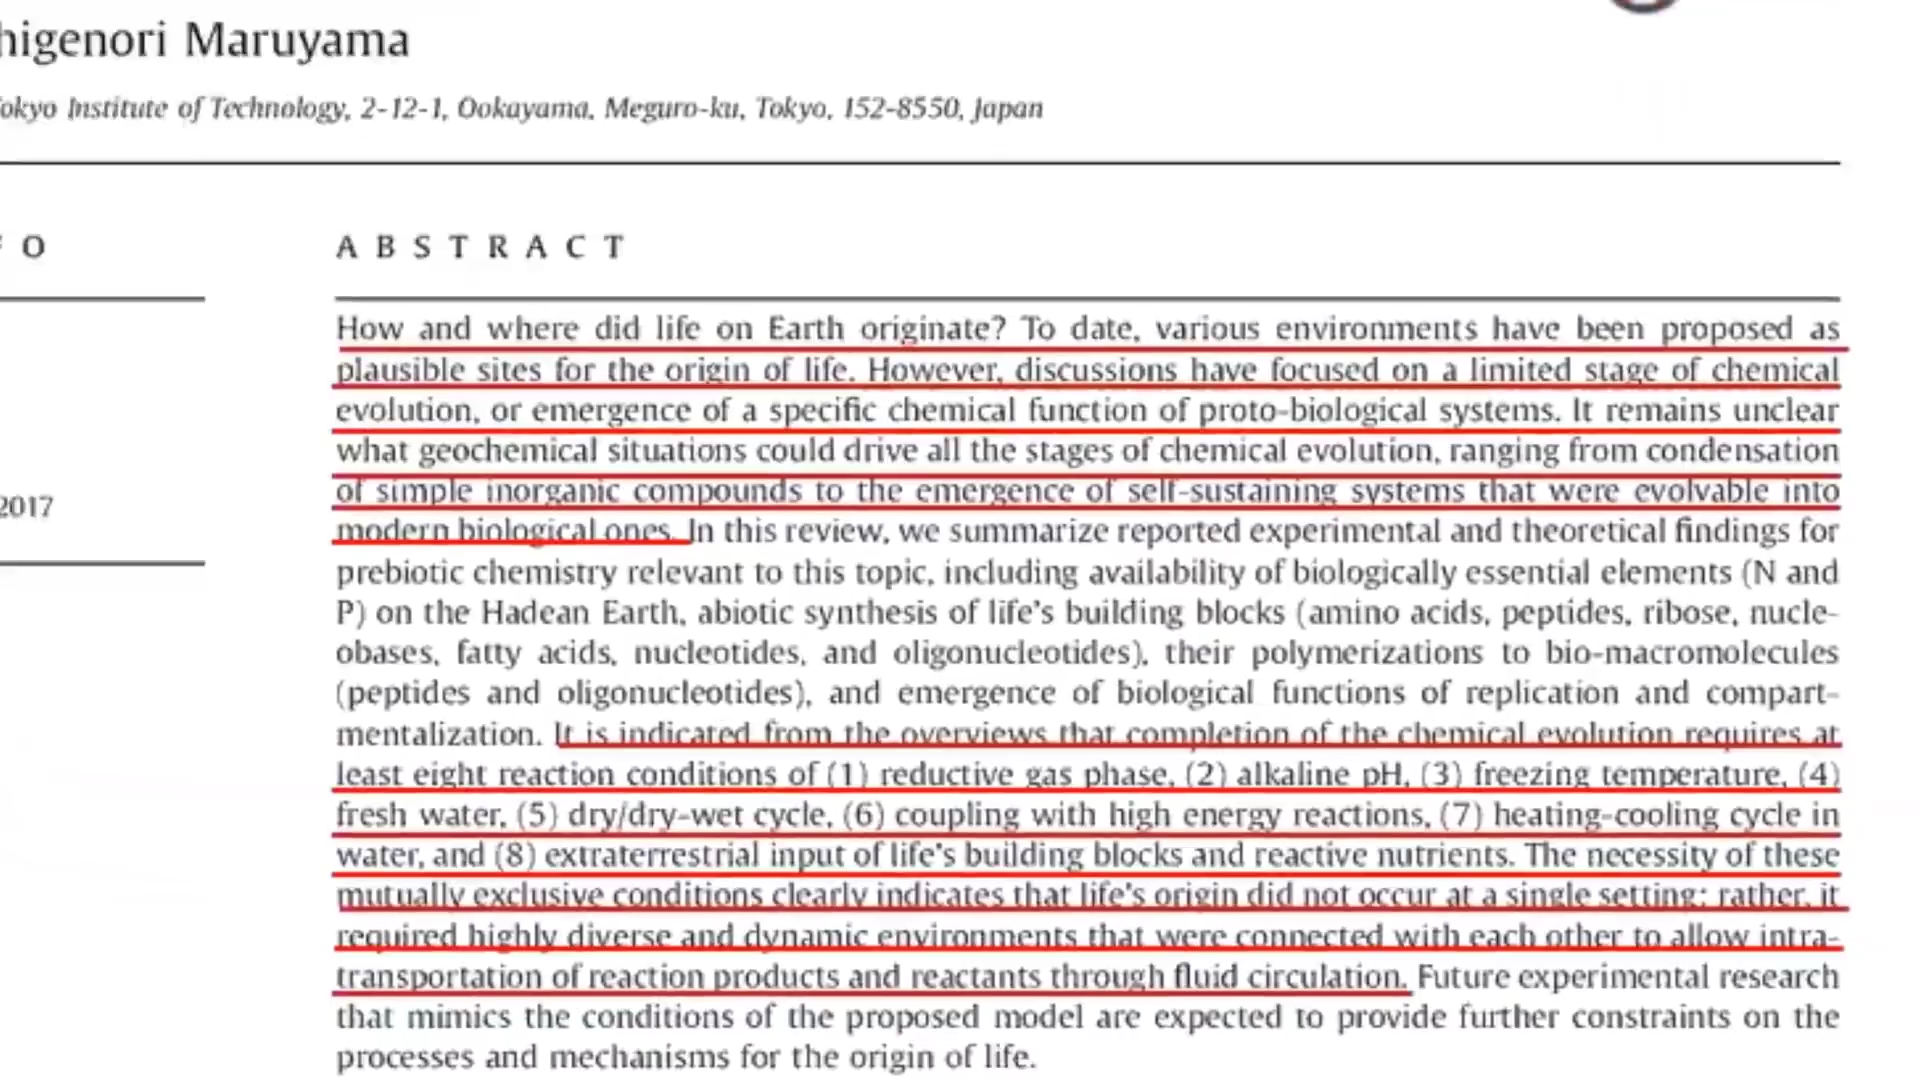 higenori Maruyama
okyo Institute of Technology, 2-12-1, Ookayama, Meguro-ku, Tokyo, 152-8550, Japan
F O
ABSTRACT
2017
How and where did life on Earth originate? To date, various environments have been proposed as
plausible sites for the origin of life. However, discussions have focused on a limited stage of chemical
evolution, or emergence of a specific chemical function of proto-biological systems. It remains unclear
what geochemical situations could drive all the stages of chemical evolution, ranging from condensation
of simple inorganic compounds to the emergence of self-sustaining systems that were evolvable into
modern biological ones. In this review, we summarize reported experimental and theoretical findings for
prebiotic chemistry relevant to this topic, including availability of biologically essential elements (N and
P) on the Hadean Earth, abiotic synthesis of life's building blocks (amino acids, peptides, ribose, nucle-
obases, fatty acids, nucleotides, and oligonucleotides), their polymerizations to bio-macromolecules
(peptides and oligonucleotides), and emergence of biological functions of replication and compart-
mentalization. It is indicated from the overviews that completion of the chemical evolution requires at
least eight reaction conditions of (1) reductive gas phase, (2) alkaline pH, (3) freezing temperature, (4)
fresh water, (5) dry/dry-wet cycle, (6) coupling with high energy reactions, (7) heating-cooling cycle in
water, and (8) extraterrestrial input of life's building blocks and reactive nutrients. The necessity of these
mutually exclusive conditions clearly indicates that life's origin did not occur at a single setting; rather, it
required highly diverse and dynamic environments that were connected with each other to allow intra-
transportation of reaction products and reactants through fluid circulation. Future experimental research
that mimics the conditions of the proposed model are expected to provide further constraints on the
processes and mechanisms for the origin of life.